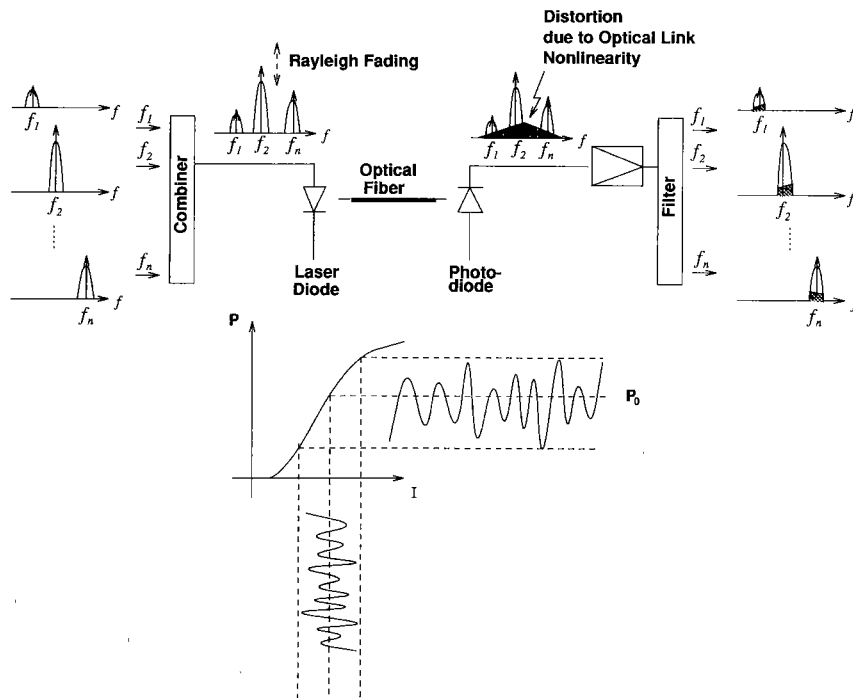 Distortion
due to Optical Link
Nonlinearity
Rayleigh Fading
f
f1
f1
f2
fn
f
f1
f2
fn
f
f1
f
f1
f1
f2
f2
f
f2
f
f2
Combiner
Optical
Fiber
Filter
fn
fn
f
fn
f
fn
Laser
Diode
Photo-
diode
P
P0
I